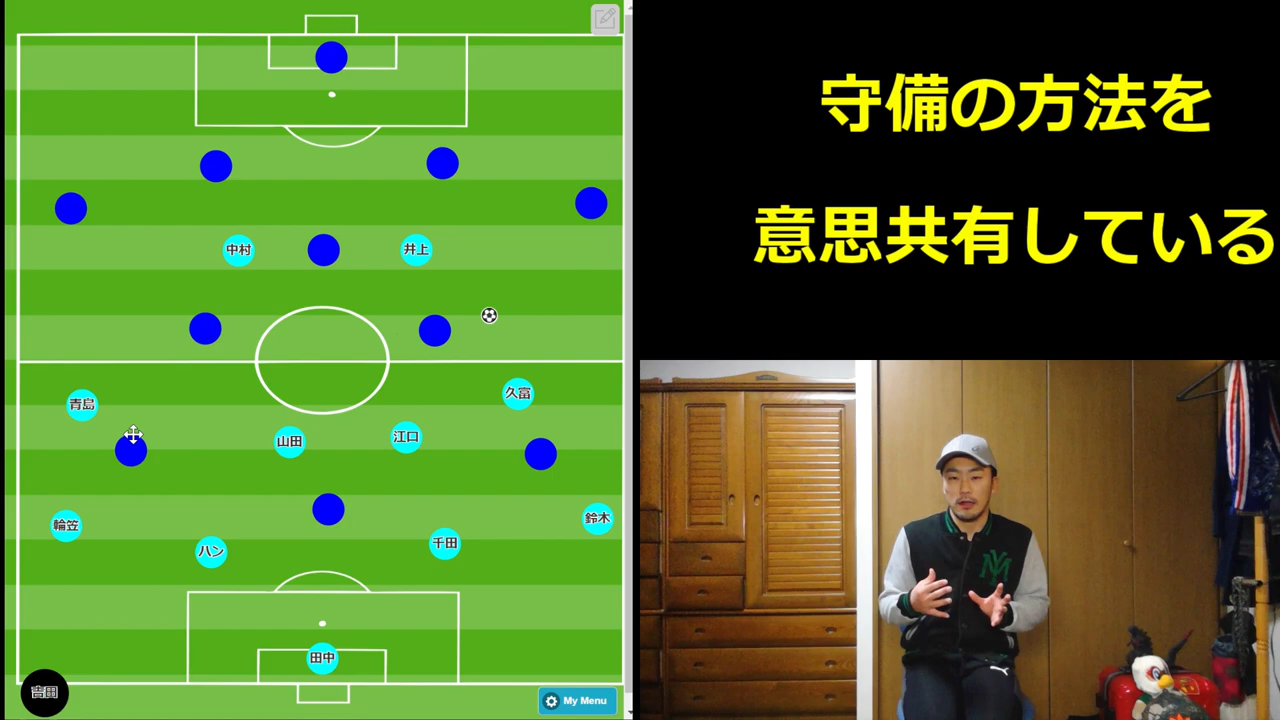 守備の方法を
意思共有している
中村
井上
青島
久富
山田
江口
輪笠
鈴木
ハン
千田
田中
吉田
My Menu
NY